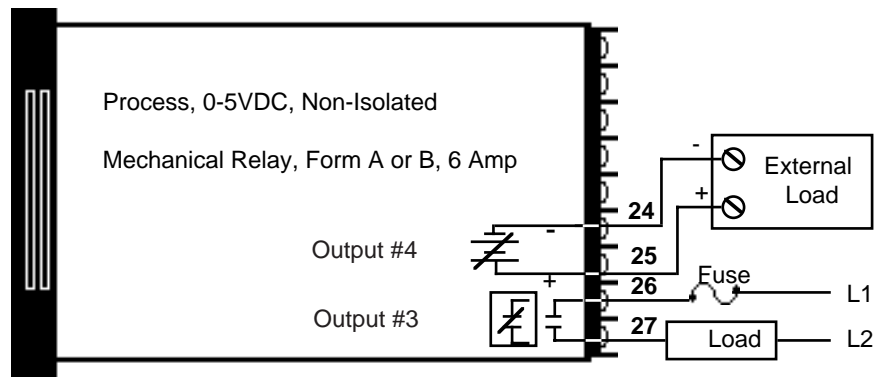 Process, 0-5VDC, Non-Isolated
Mechanical Relay, Form A or B, 6 Amp
-
External
Load
+
24
-
Output #4
25
+
26
Fuse
L1
Output #3
27
Load
L2